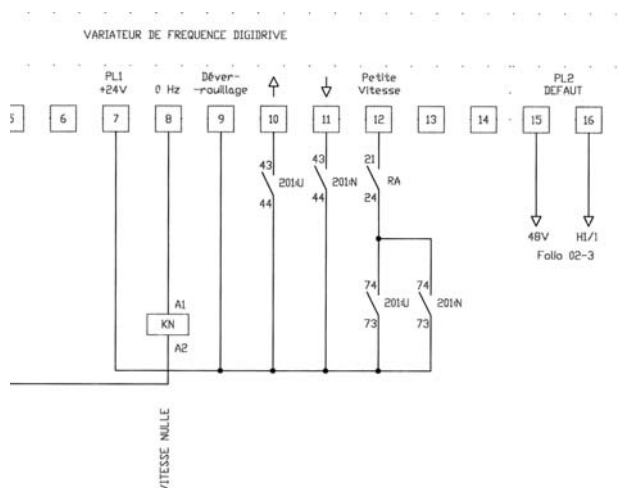 VARIATEUR DE FREQUENCE DIGIDRIVE
PL1
+24V
0 Hz
Déver-
-rouillage
Petite
Vitesse
PL2
DEFAUT
5 6 7 8 9 10 11 12 13 14 15 16
43 201U 44
43 201N 44
21 RA 24
48V
H1/1
Folio 02-3
74 201U 73
74 201N 73
A1
KN
A2
VITESSE NULLE